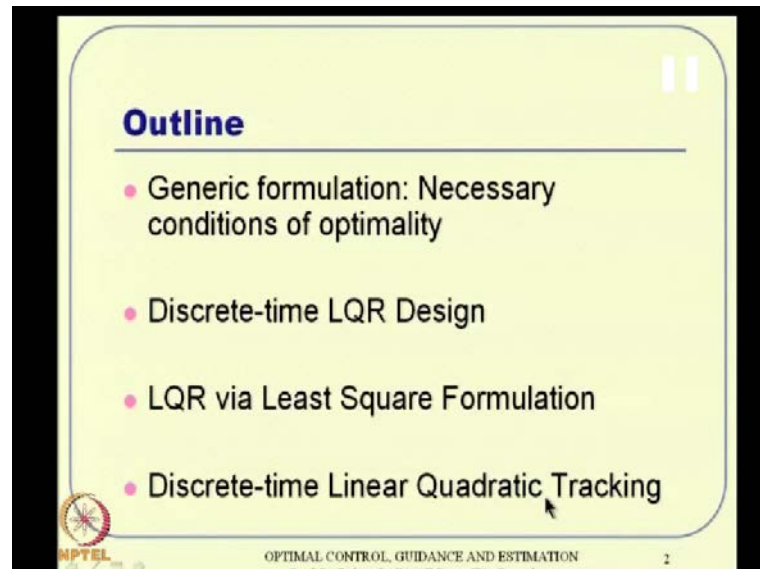 Outline
Generic formulation: Necessary
conditions of optimality
Discrete-time LQR Design
LQR via Least Square Formulation
Discrete-time Linear Quadratic Tracking
NPTEL
OPTIMAL CONTROL, GUIDANCE AND ESTIMATION
2